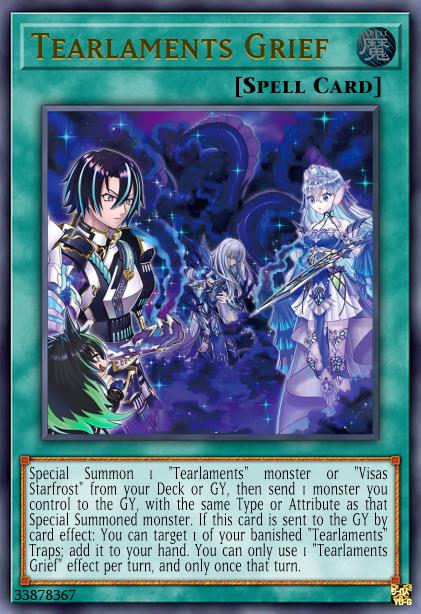 Tearlaments Grief
魔
[Spell Card]
Special Summon 1 "Tearlaments" monster or "Visas
Starfrost" from your Deck or GY, then send 1 monster you
control to the GY, with the same Type or Attribute as that
Special Summoned monster. If this card is sent to the GY by
card effect: You can target 1 of your banished "Tearlaments"
Traps; add it to your hand. You can only use 1 "Tearlaments
Grief" effect per turn, and only once that turn.
33878367